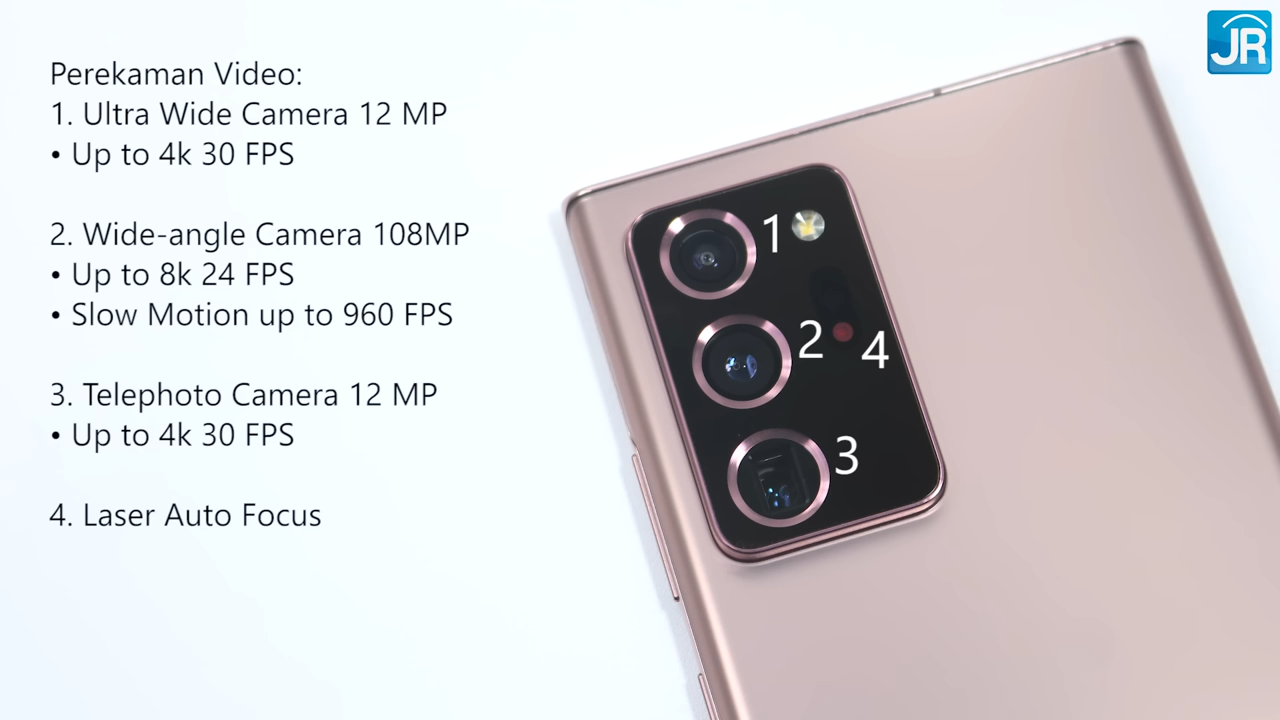 Perekaman Video:
1. Ultra Wide Camera 12 MP
• Up to 4k 30 FPS
2. Wide-angle Camera 108MP
• Up to 8k 24 FPS
• Slow Motion up to 960 FPS
3. Telephoto Camera 12 MP
• Up to 4k 30 FPS
4. Laser Auto Focus
JR
1
2
4
3